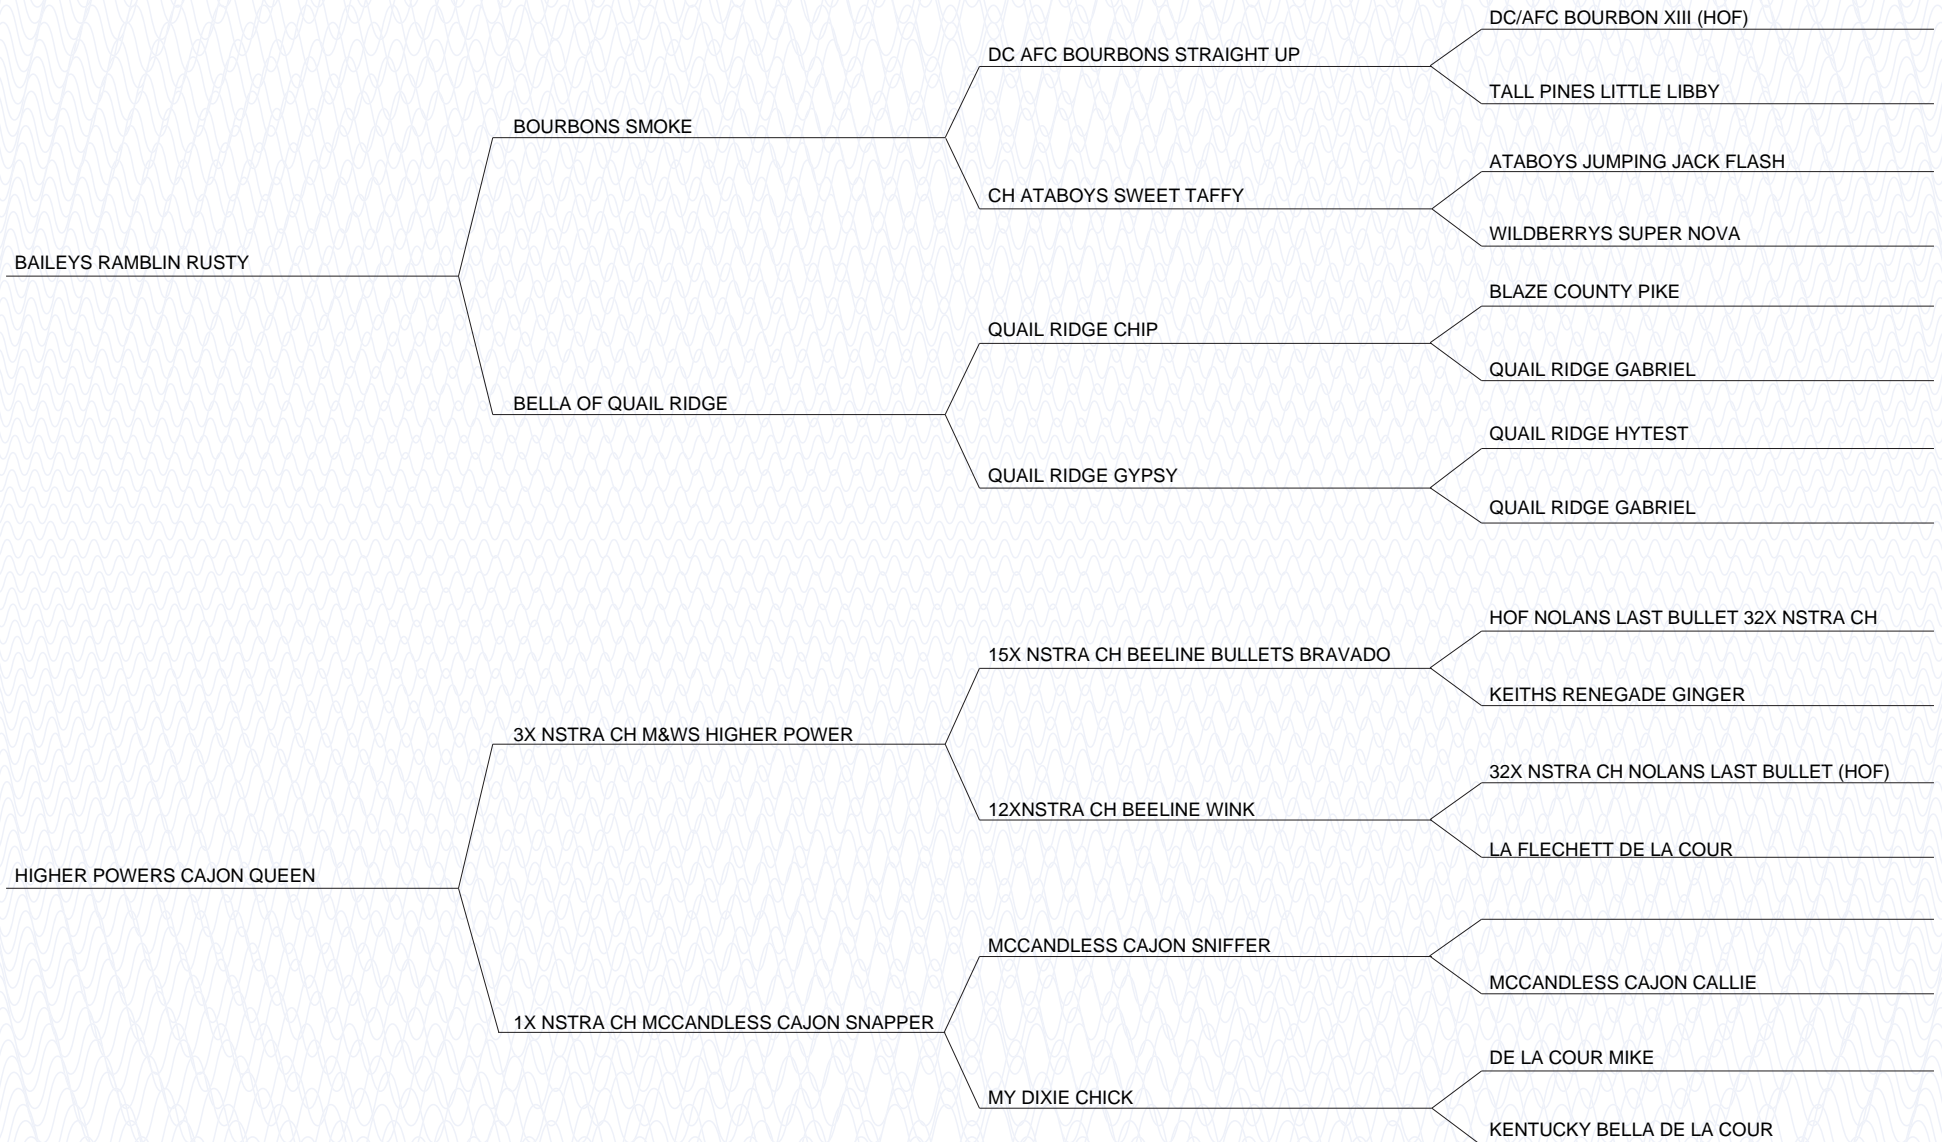 DC/AFC BOURBON XIII (HOF)
DC AFC BOURBONS STRAIGHT UP
TALL PINES LITTLE LIBBY
BOURBONS SMOKE
ATABOYS JUMPING JACK FLASH
CH ATABOYS SWEET TAFFY
WILDBERRYS SUPER NOVA
BAILEYS RAMBLIN RUSTY
BLAZE COUNTY PIKE
QUAIL RIDGE CHIP
QUAIL RIDGE GABRIEL
BELLA OF QUAIL RIDGE
QUAIL RIDGE HYTEST
QUAIL RIDGE GYPSY
QUAIL RIDGE GABRIEL
HOF NOLANS LAST BULLET 32X NSTRA CH
15X NSTRA CH BEELINE BULLETS BRAVADO
KEITHS RENEGADE GINGER
3X NSTRA CH M&WS HIGHER POWER
32X NSTRA CH NOLANS LAST BULLET (HOF)
12XNSTRA CH BEELINE WINK
LA FLECHETT DE LA COUR
HIGHER POWERS CAJON QUEEN
MCCANDLESS CAJON SNIFFER
MCCANDLESS CAJON CALLIE
1X NSTRA CH MCCANDLESS CAJON SNAPPER
DE LA COUR MIKE
MY DIXIE CHICK
KENTUCKY BELLA DE LA COUR